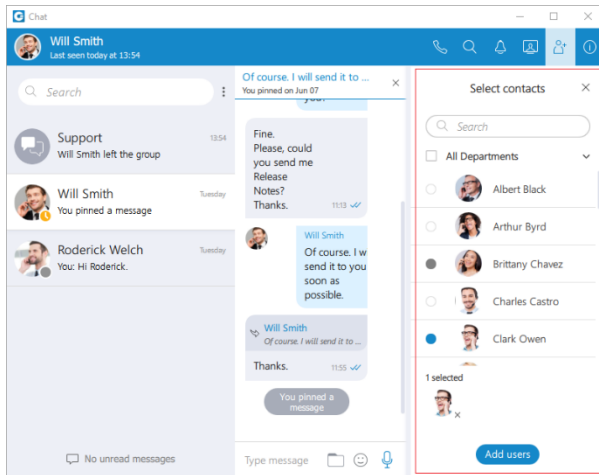 Chat
Will Smith
Last seen today at 13:54
Search
Support
13:54
Will Smith left the group
Will Smith
Tuesday
You pinned a message
Roderick Welch
Tuesday
You: Hi Roderick.
No unread messages
Of course. I will send it to ...
You pinned on Jun 07
you?
Fine.
Please, could
you send me
Release
Notes?
Thanks.
11:13
Will Smith
Of course. I w
send it to you
soon as
possible.
Will Smith
Of course. I will send it to ...
Thanks.
11:55
You pinned a
message
Type message
Select contacts
Search
All Departments
Albert Black
Arthur Byrd
Brittany Chavez
Charles Castro
Clark Owen
1 selected
Add users